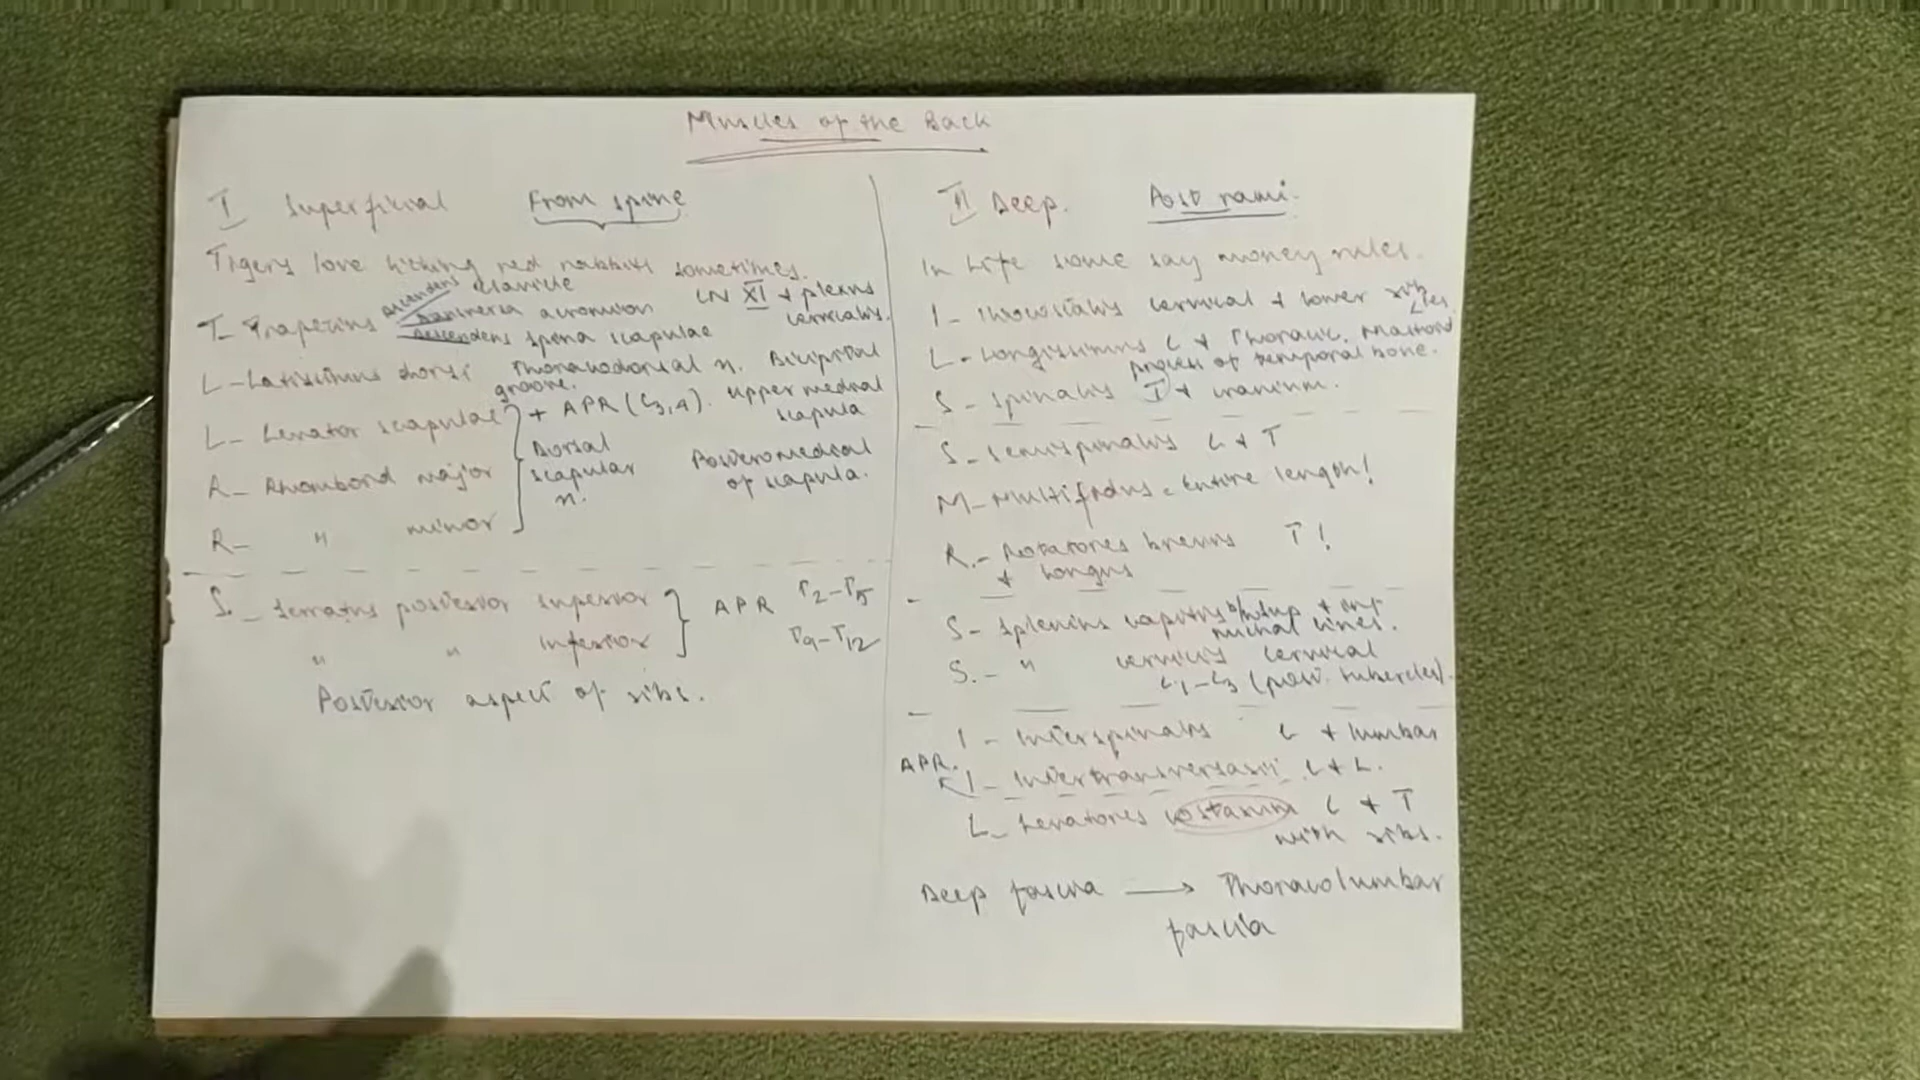 Muscles of the Back
I Superficial From spine
Tigers love licking red rabbits sometimes.
T- Trapezius ascendens clavicle
transversa acromion
descendens spina scapulae
CN XI + plexus
cervicalis.
L- Latissimus dorsi Thoracodorsal n. Bicipital
groove.
L- Levator scapulae + APR (C3,4). upper medial
scapula
R- Rhomboid major
R- " minor
Dorsal
scapular
n.
Posteromedial
of scapula.
S.- Serratus posterior superior
" " inferior
APR T2-T5
T9-T12
Posterior aspect of ribs.
II Deep. Post rami.
In life some say money rules.
I- Iliocostalis cervical & lower rib
L- Longissimus C & Thoracic. Mastoid
process of temporal bone.
S- Spinalis T & cranium.
S- Semispinalis C & T
M- Multifidus - Entire length!
R.- Rotatores brevis T!
& longus
S- Splenius capitis b/w sup + inf
nuchal lines.
S.- " cervicis cervical
C1-C3 (post. tubercles).
I- Interspinalis C & lumbar
APR.
I- Intertransversarii C & L.
L- Levatores costarum C & T
with ribs.
Deep fascia → Thoracolumbar
fascia